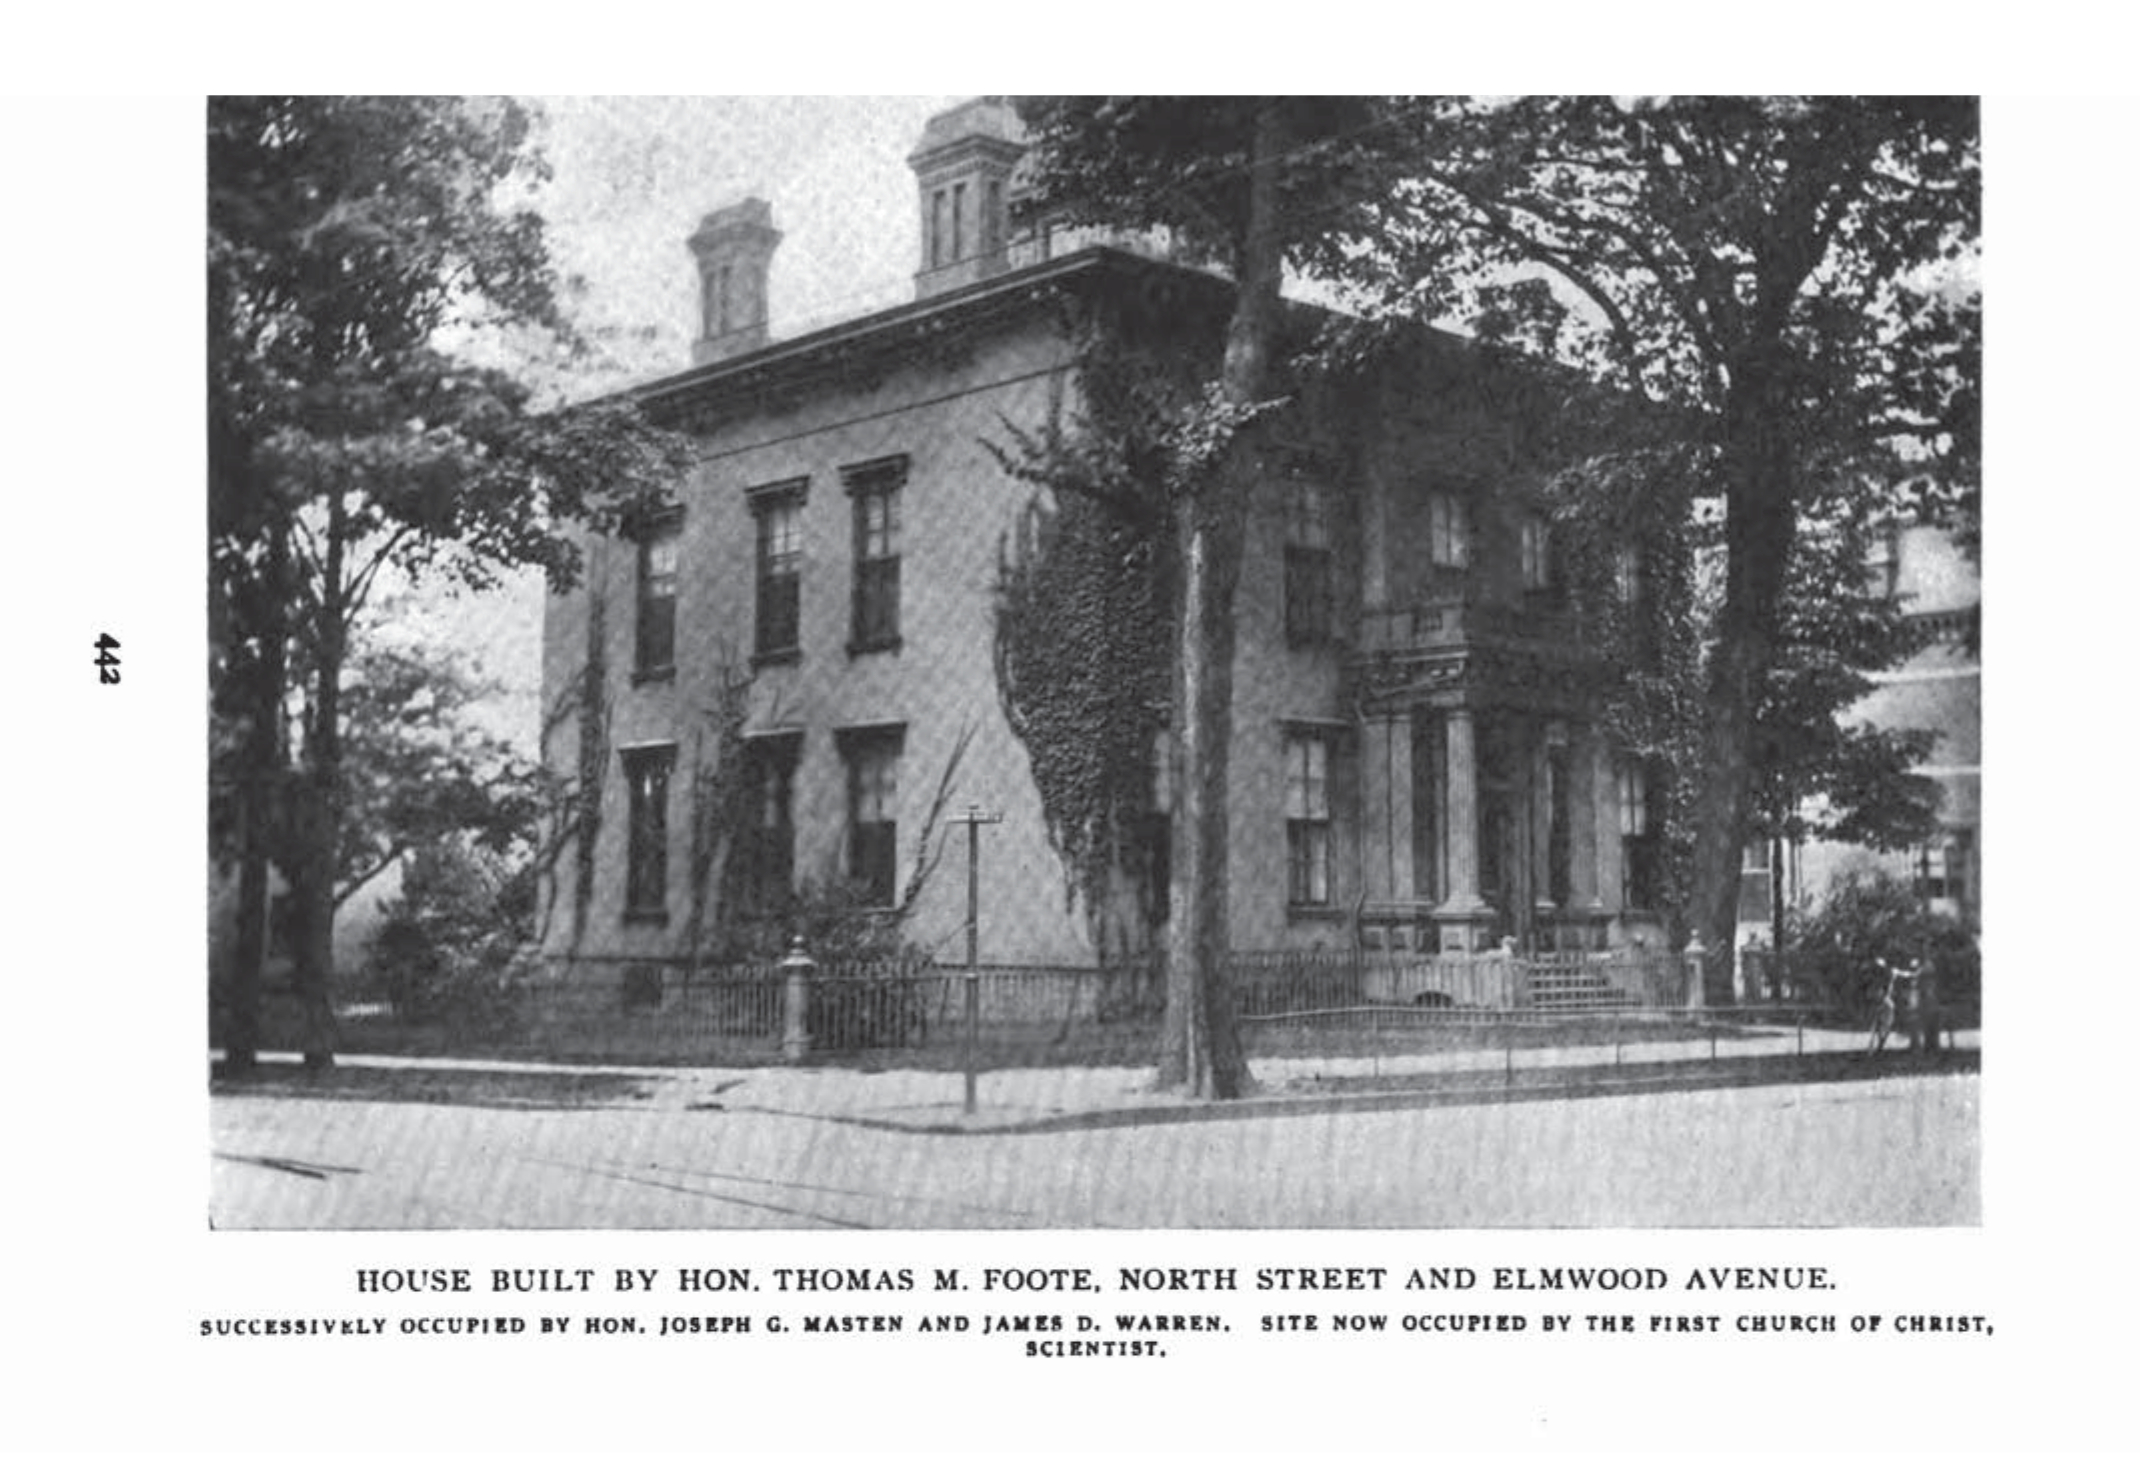 442
HOUSE BUILT BY HON. THOMAS M. FOOTE, NORTH STREET AND ELMWOOD AVENUE.
SUCCESSIVELY OCCUPIED BY HON. JOSEPH G. MASTEN AND JAMES D. WARREN. SITE NOW OCCUPIED BY THE FIRST CHURCH OF CHRIST,
SCIENTIST.